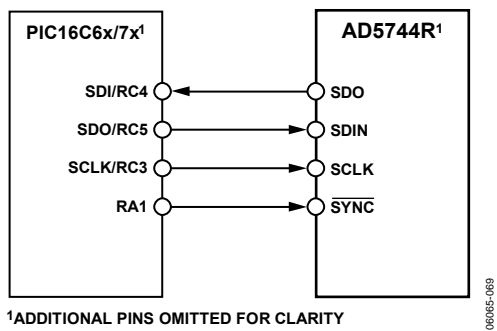 PIC16C6x/7x¹
AD5744R¹
SDI/RC4
SDO
SDO/RC5
SDIN
SCLK/RC3
SCLK
RA1
SYNC
¹ADDITIONAL PINS OMITTED FOR CLARITY
06065-069